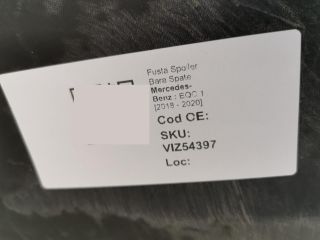 Fusta Spoiler
Bara Spate
Mercedes-
Benz : EQC 1
[2018 - 2020]
Cod CE:
SKU:
VIZ54397
Loc: